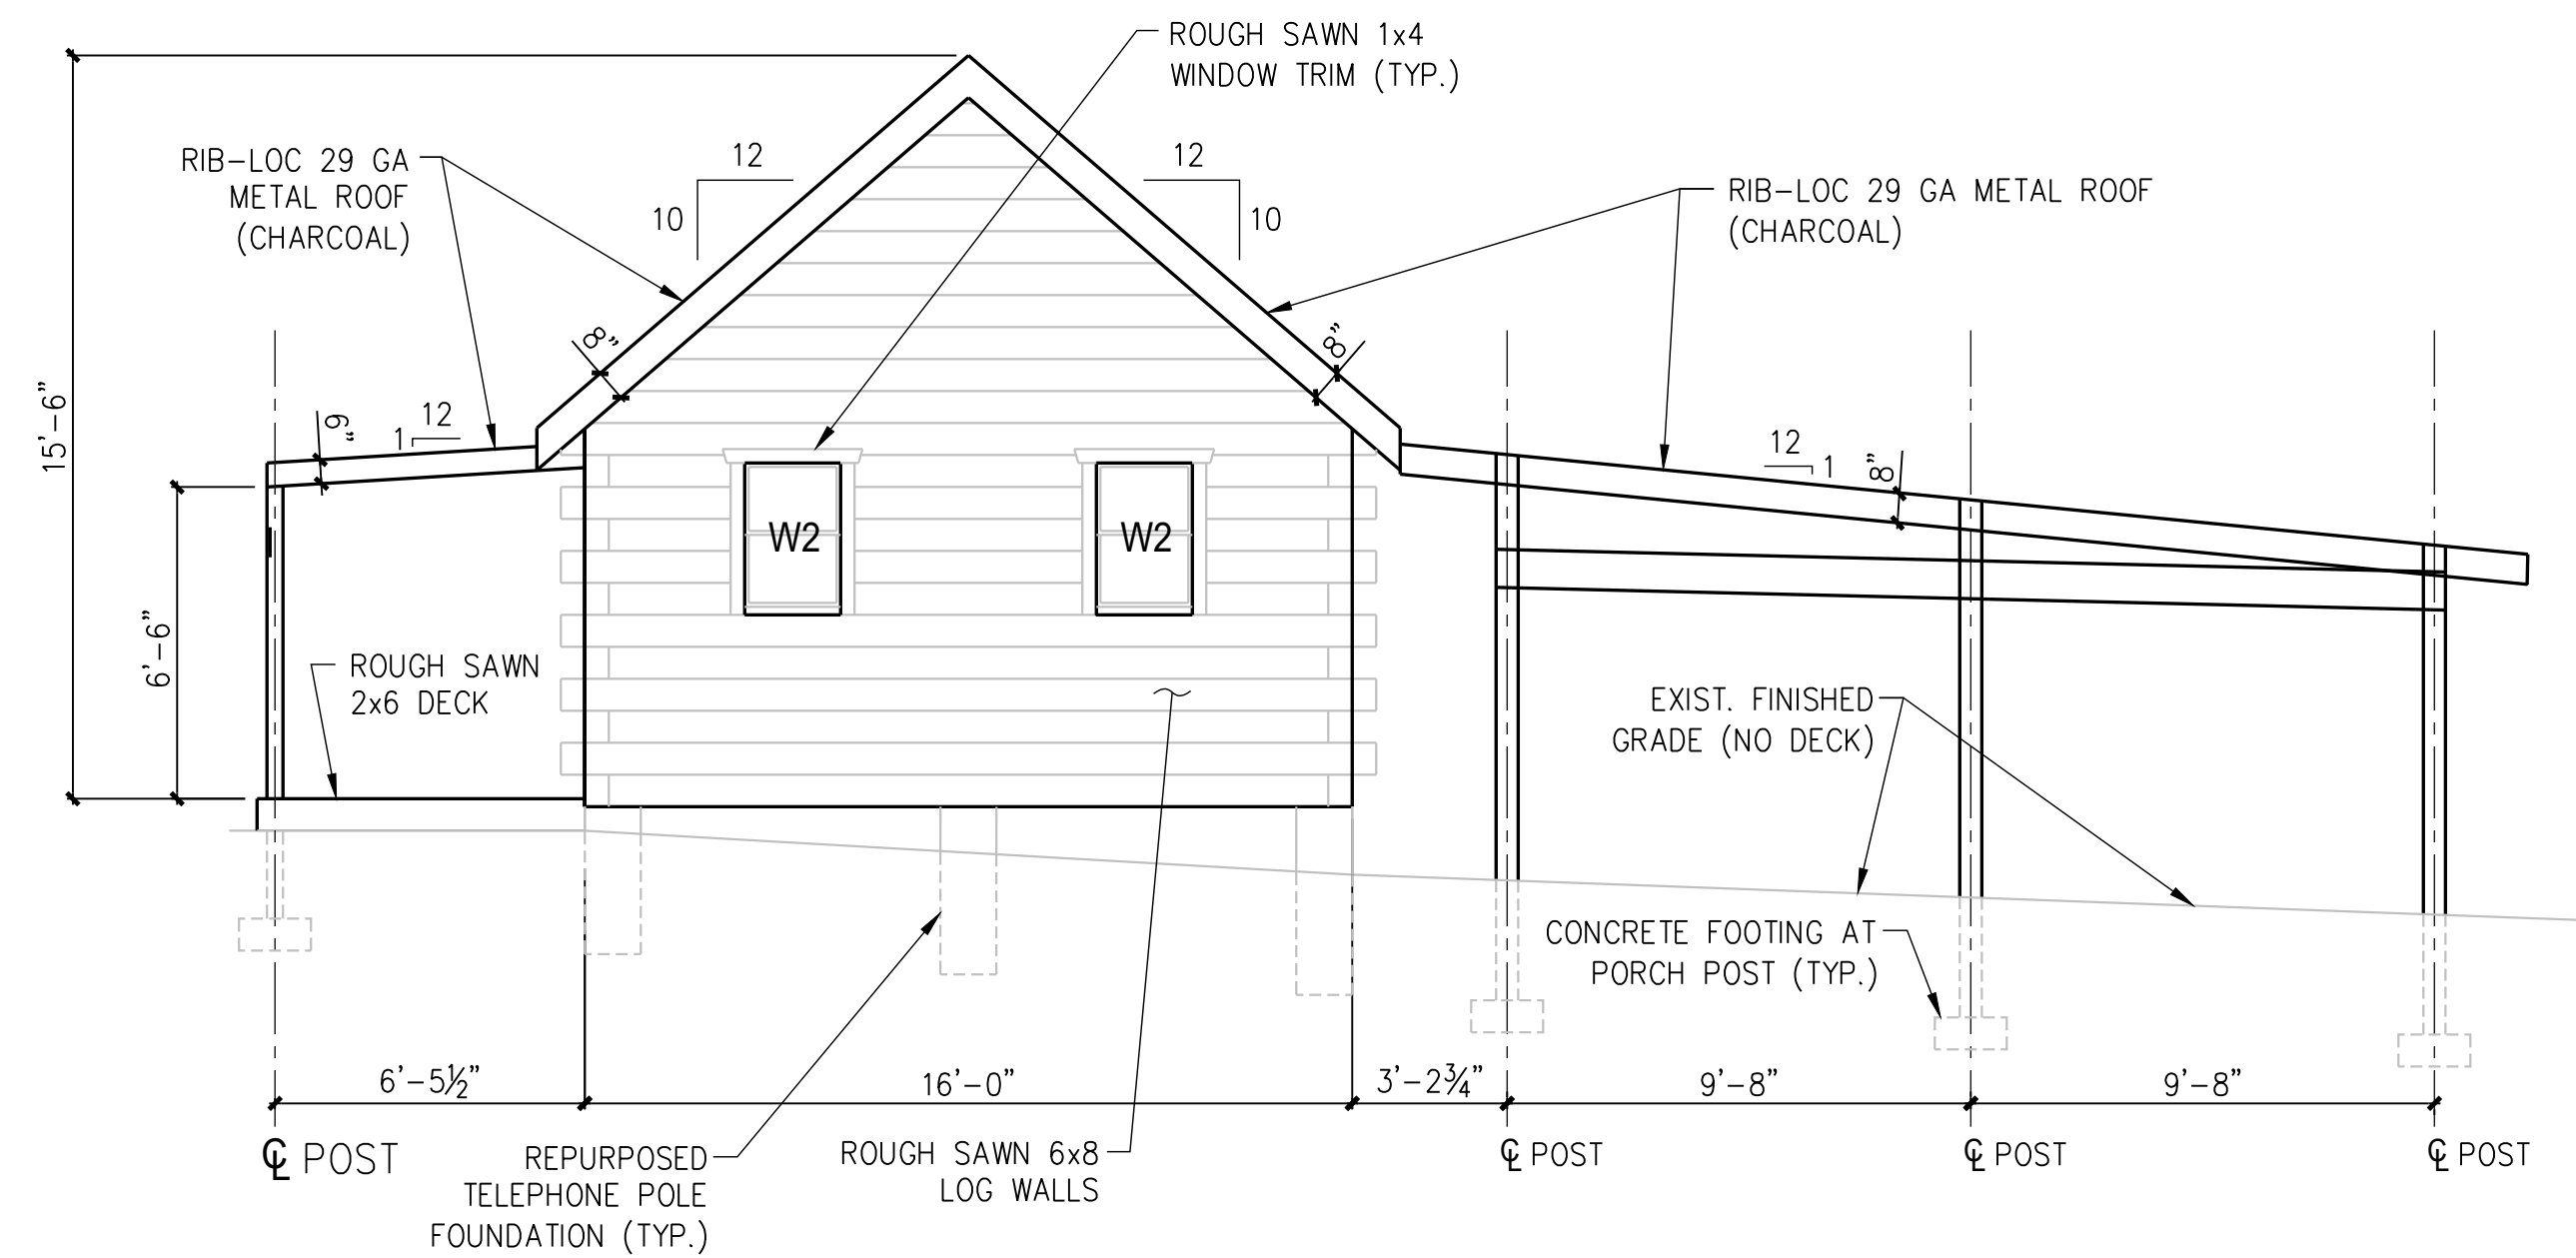 ROUGH SAWN 1x4
WINDOW TRIM (TYP.)
RIB-LOC 29 GA
METAL ROOF
(CHARCOAL)
12
10
12
10
RIB-LOC 29 GA METAL ROOF
(CHARCOAL)
8"
8"
15'-6"
6"
12
1
12
1
8"
W2
W2
6'-6"
ROUGH SAWN
2x6 DECK
EXIST. FINISHED
GRADE (NO DECK)
CONCRETE FOOTING AT
PORCH POST (TYP.)
6'-5½"
16'-0"
3'-2¾"
9'-8"
9'-8"
℄ POST
REPURPOSED
TELEPHONE POLE
FOUNDATION (TYP.)
ROUGH SAWN 6x8
LOG WALLS
℄ POST
℄ POST
℄ POST